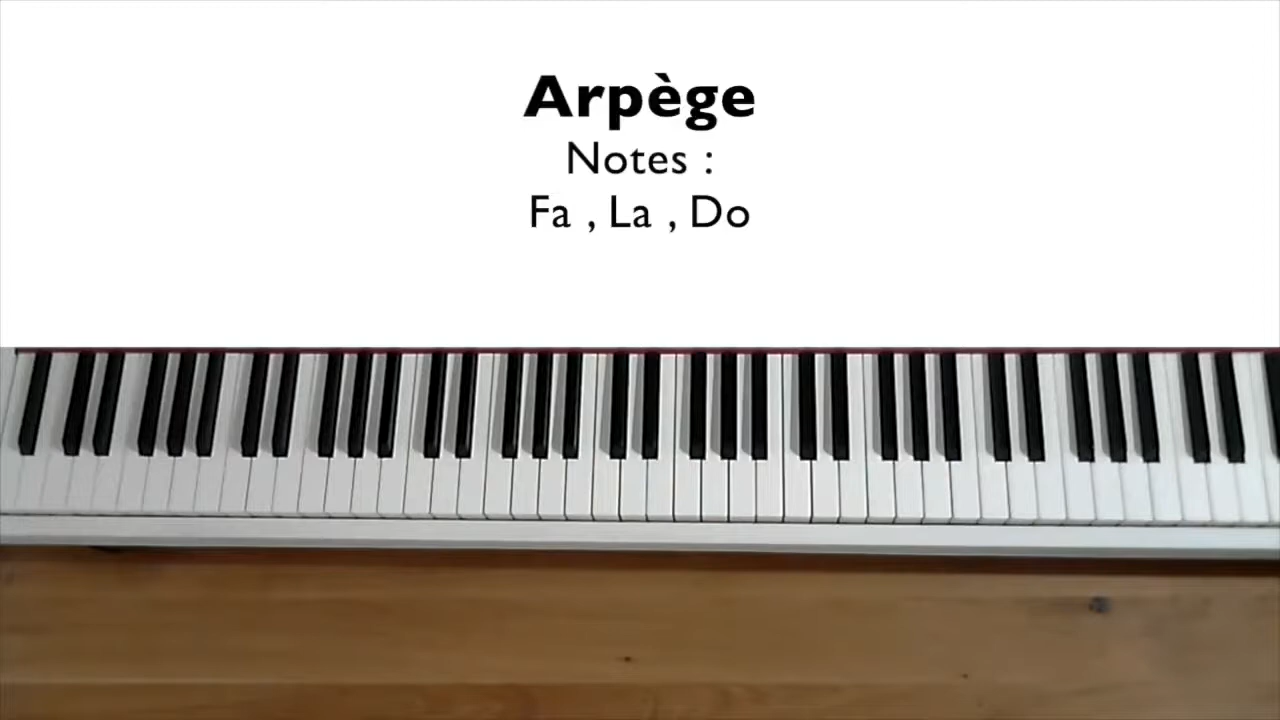 Arpège
Notes :
Fa , La , Do